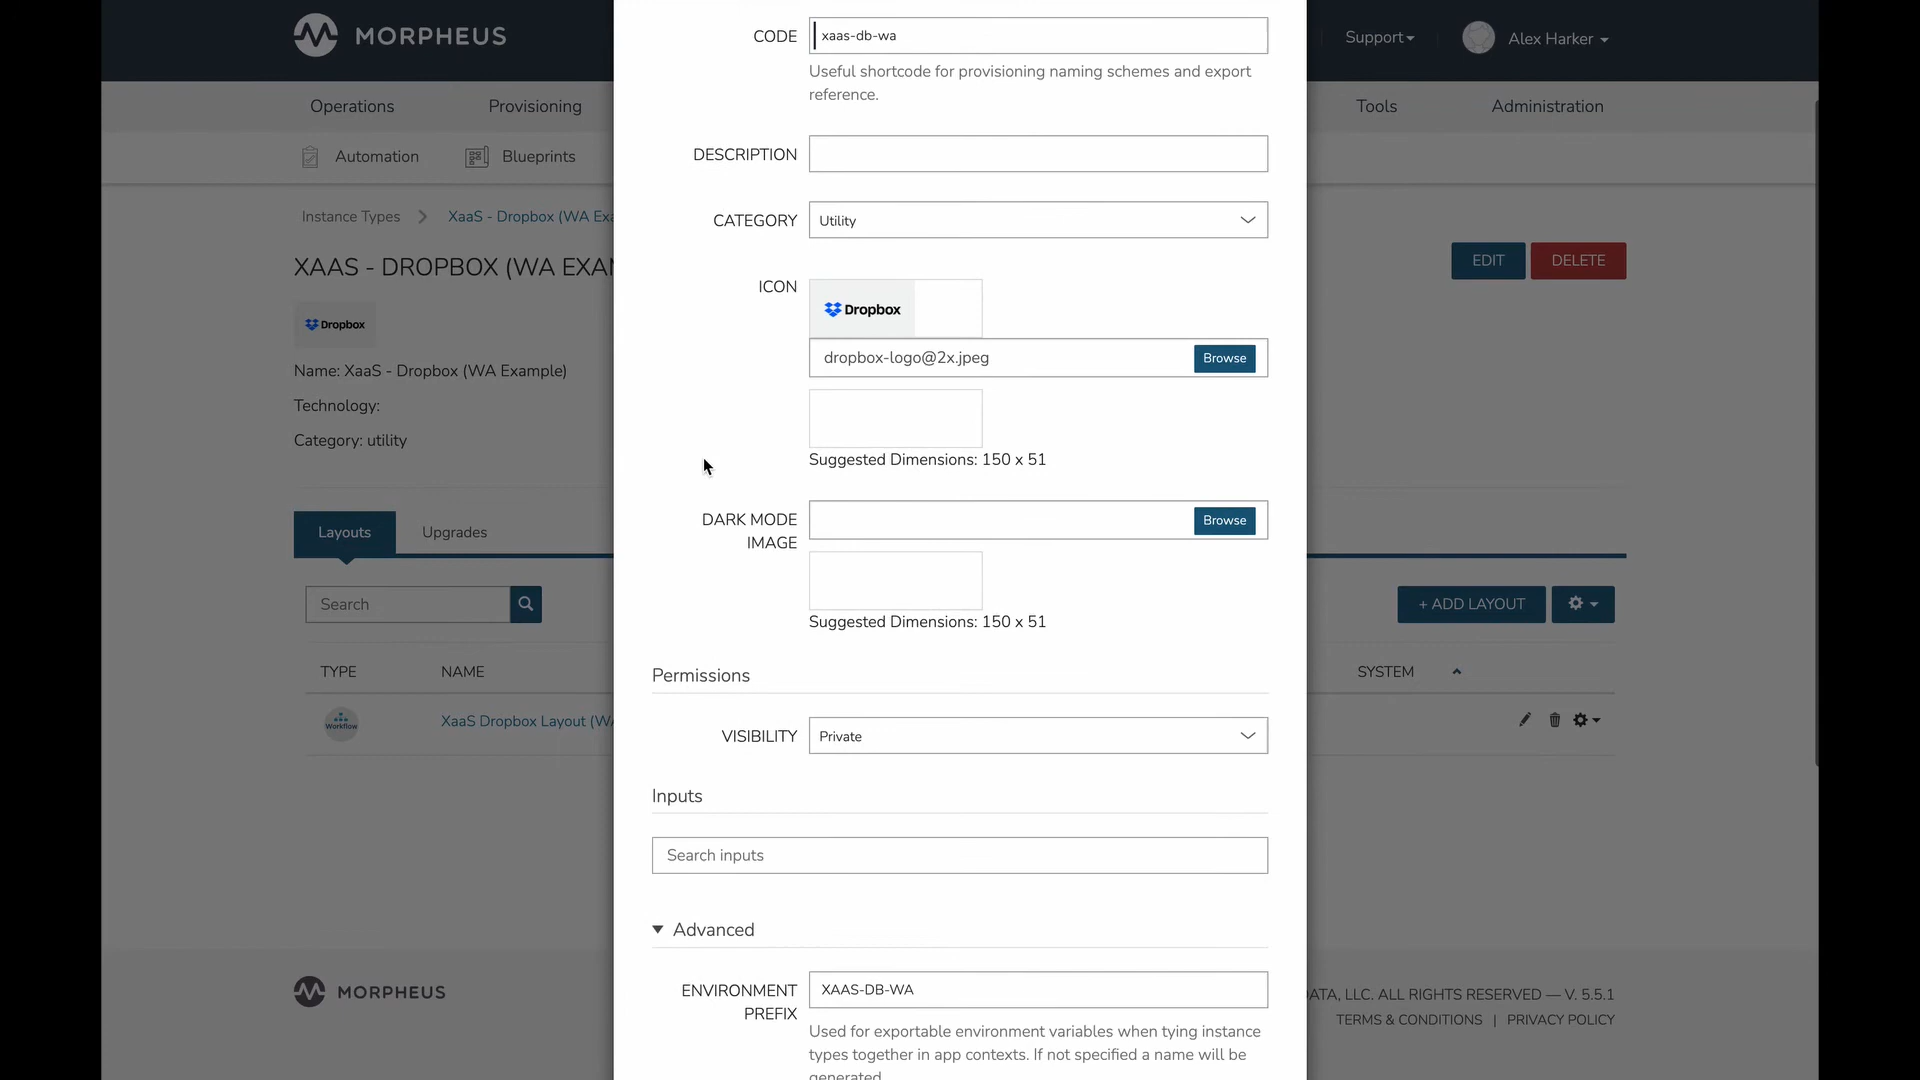 MORPHEUS
Support
Alex Harker
Operations
Provisioning
Tools
Administration
Automation
Blueprints
Instance Types
XaaS - Dropbox (WA Exa
XAAS - DROPBOX (WA EXA
EDIT
DELETE
Dropbox
Name: XaaS - Dropbox (WA Example)
Technology:
Category: utility
Layouts
Upgrades
Search
+ ADD LAYOUT
TYPE
NAME
SYSTEM
Workflow
XaaS Dropbox Layout (W
CODE
xaas-db-wa
Useful shortcode for provisioning naming schemes and export
reference.
DESCRIPTION
CATEGORY
Utility
ICON
Dropbox
dropbox-logo@2x.jpeg
Browse
Suggested Dimensions: 150 x 51
DARK MODE
IMAGE
Browse
Suggested Dimensions: 150 x 51
Permissions
VISIBILITY
Private
Inputs
Search inputs
Advanced
ENVIRONMENT
PREFIX
XAAS-DB-WA
Used for exportable environment variables when tying instance
types together in app contexts. If not specified a name will be
generated
MORPHEUS
DATA, LLC. ALL RIGHTS RESERVED — V. 5.5.1
TERMS & CONDITIONS | PRIVACY POLICY